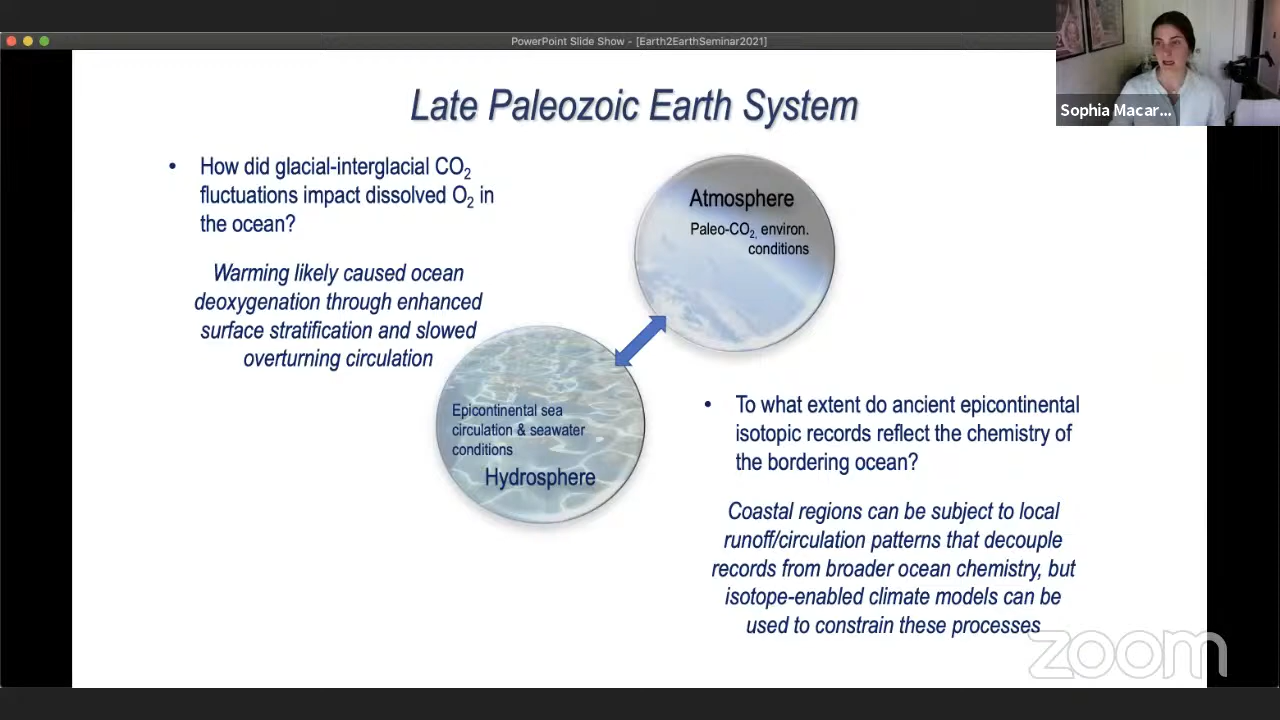 PowerPoint Slide Show - [Earth2EarthSeminar2021]
Sophia Macar...
Late Paleozoic Earth System
• How did glacial-interglacial CO2
fluctuations impact dissolved O2 in
the ocean?
Warming likely caused ocean
deoxygenation through enhanced
surface stratification and slowed
overturning circulation
Atmosphere
Paleo-CO2, environ.
conditions
Epicontinental sea
circulation & seawater
conditions
Hydrosphere
• To what extent do ancient epicontinental
isotopic records reflect the chemistry of
the bordering ocean?
Coastal regions can be subject to local
runoff/circulation patterns that decouple
records from broader ocean chemistry, but
isotope-enabled climate models can be
used to constrain these processes
zoom